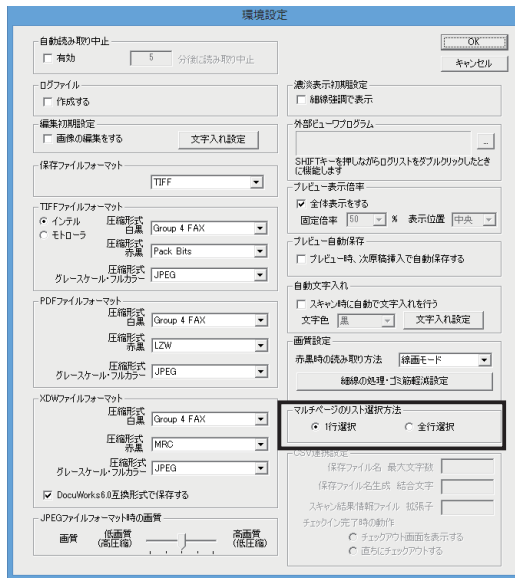 環境設定
自動読み取り中止
有効
5
分後に読み取り中止
OK
キャンセル
ログファイル
作成する
編集初期設定
画像の編集をする
文字入れ設定
保存ファイルフォーマット
TIFF
TIFFファイルフォーマット
インテル
モトローラ
圧縮形式
白黒
Group 4 FAX
圧縮形式
赤黒
Pack Bits
圧縮形式
グレースケール・フルカラー
JPEG
PDFファイルフォーマット
圧縮形式
白黒
Group 4 FAX
圧縮形式
赤黒
LZW
圧縮形式
グレースケール・フルカラー
JPEG
XDWファイルフォーマット
圧縮形式
白黒
Group 4 FAX
圧縮形式
赤黒
MRC
圧縮形式
グレースケール・フルカラー
JPEG
DocuWorks6.0互換形式で保存する
JPEGファイルフォーマット時の画質
画質
低画質
(高圧縮)
高画質
(低圧縮)
濃淡表示初期設定
細線強調で表示
外部ビューワプログラム
...
SHIFTキーを押しながらログリストをダブルクリックしたとき
に機能します
プレビュー表示倍率
全体表示をする
固定倍率 50 % 表示位置 中央
プレビュー自動保存
プレビュー時、次原稿挿入で自動保存する
自動文字入れ
スキャン時に自動で文字入れを行う
文字色 黒 文字入れ設定
画質設定
赤黒時の読み取り方法 線画モード
細線の処理・ゴミ筋軽減設定
マルチページのリスト選択方法
1行選択 全行選択
CSV連携設定
保存ファイル名 最大文字数
保存ファイル名生成 結合文字
スキャン結果情報ファイル 拡張子
チェックイン完了時の動作
チェックアウト画面を表示する
直ちにチェックアウトする